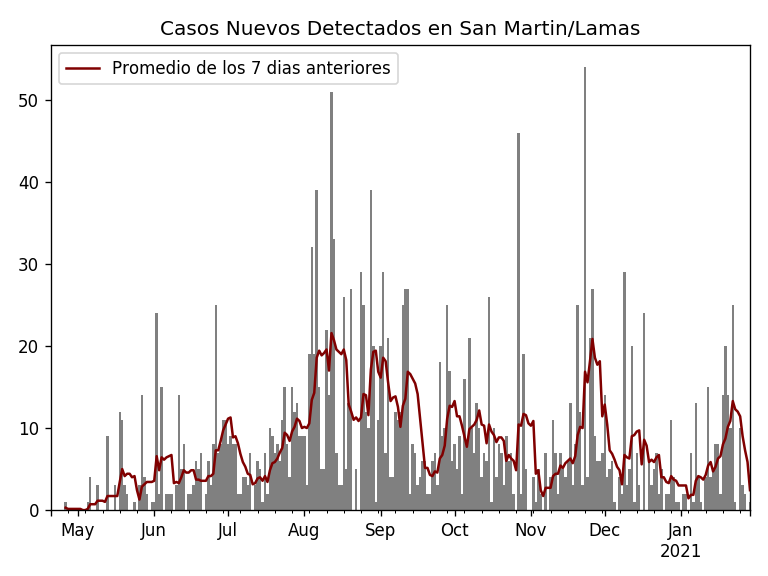 Casos Nuevos Detectados en San Martin/Lamas
Promedio de los 7 dias anteriores
50
40
30
20
10
0
May Jun Jul Aug Sep Oct Nov Dec Jan
2021